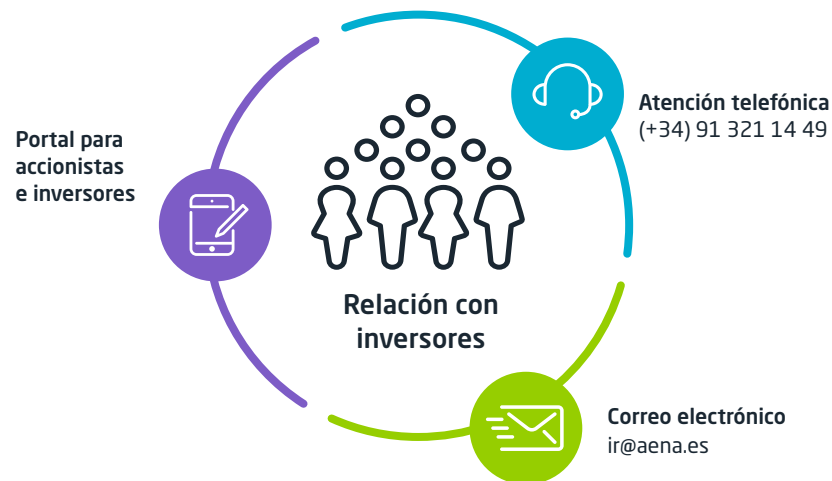 Portal para
accionistas
e inversores
Atención telefónica
(+34) 91 321 14 49
Relación con
inversores
Correo electrónico
ir@aena.es